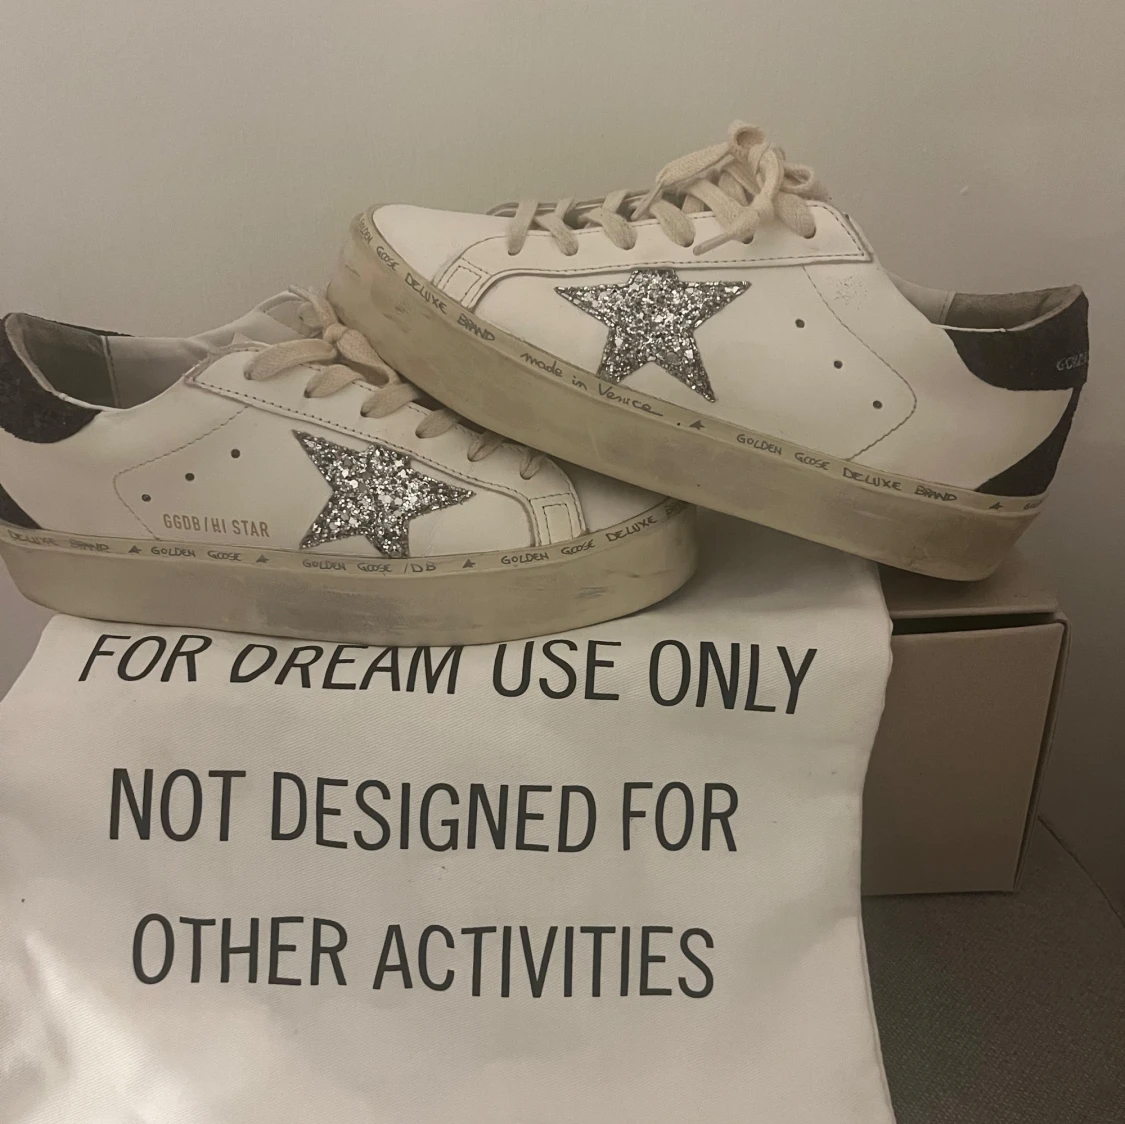 GOLDEN GOOSE DELUXE BRAND made in Venice GOLDEN GOOSE DELUXE BRAND
GGDB/HI STAR
DELUXE BRAND GOLDEN GOOSE GOLDEN GOOSE /DB GOLDEN GOOSE DELUXE BRAND
FOR DREAM USE ONLY
NOT DESIGNED FOR
OTHER ACTIVITIES